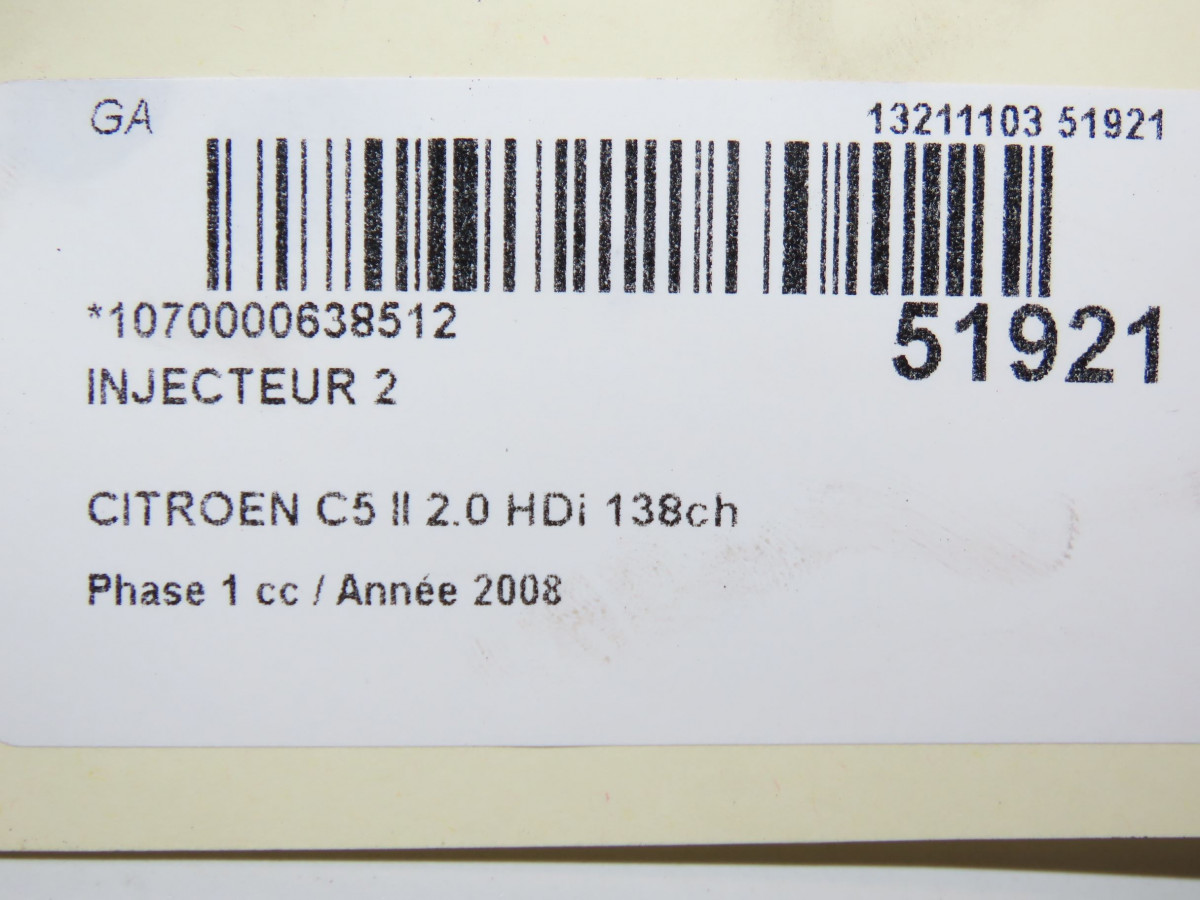 GA 13211103 51921
*1070000638512 51921
INJECTEUR 2
CITROEN C5 II 2.0 HDi 138ch
Phase 1 cc / Année 2008